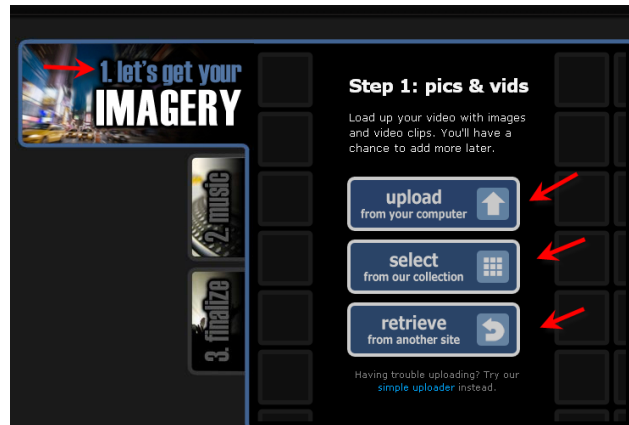 1. let's get your
IMAGERY
2. music
3. finalize
Step 1: pics & vids
Load up your video with images
and video clips. You'll have a
chance to add more later.
upload
from your computer
select
from our collection
retrieve
from another site
Having trouble uploading? Try our
simple uploader instead.